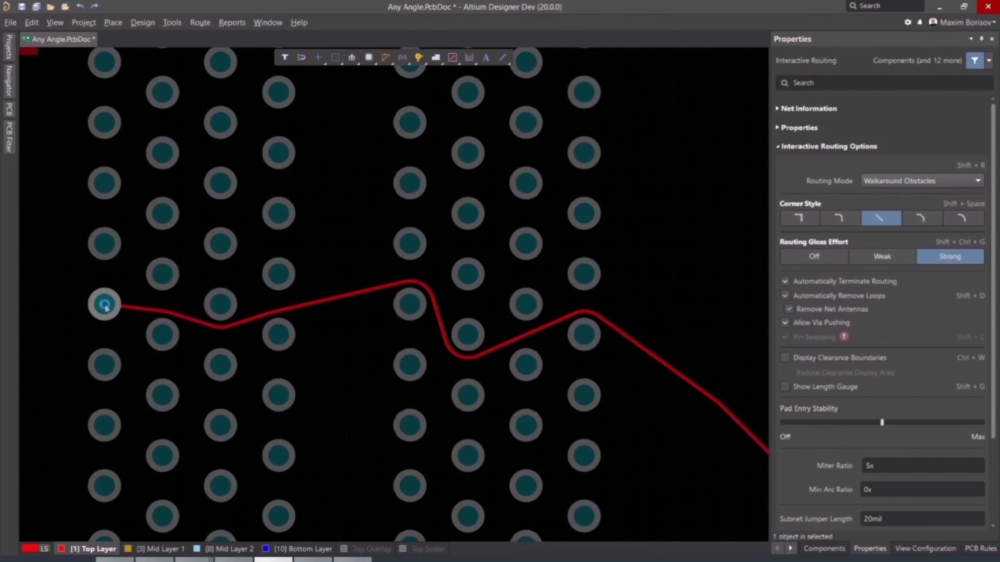 Any Angle.PcbDoc * - Altium Designer Dev (20.0.0)
Search
File Edit View Project Place Design Tools Route Reports Window Help
Maxim Borisov
Any Angle.PcbDoc *
Projects
Navigator
PCB
PCB Filter
A
Properties
Interactive Routing Components (and 12 more)
Search
Net Information
Properties
Interactive Routing Options
Shift + R
Routing Mode Walkaround Obstacles
Corner Style Shift + Space
Routing Gloss Effort Shift + Ctrl + G
Off Weak Strong
Automatically Terminate Routing
Automatically Remove Loops Shift + D
Remove Net Antennas
Allow Via Pushing
Pin Swapping ! Shift + C
Display Clearance Boundaries Ctrl + W
Reduce Clearance Display Area
Show Length Gauge Shift + G
Pad Entry Stability
Off Max
Miter Ratio 5x
Min Arc Ratio 0x
Subnet Jumper Length 20mil
1 object is selected
LS [1] Top Layer [3] Mid Layer 1 [8] Mid Layer 2 [10] Bottom Layer Top Overlay Top Solder
Components Properties View Configuration PCB Rules